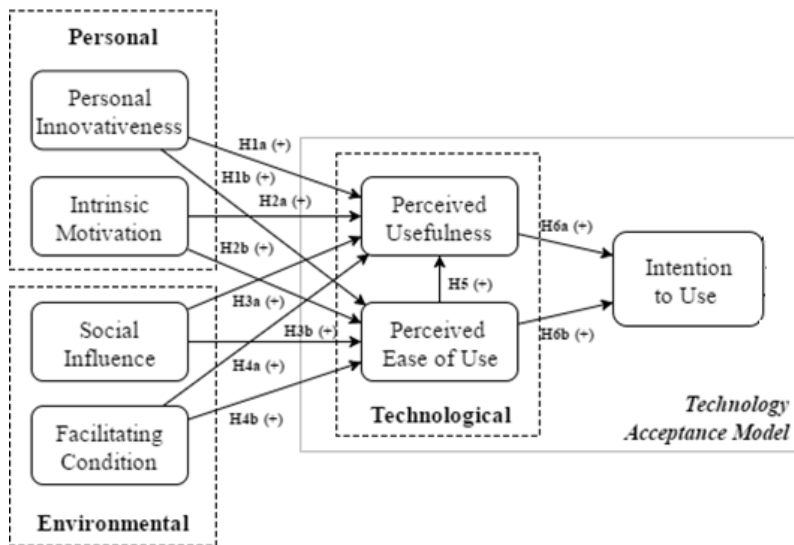 Personal
Personal
Innovativeness
H1a (+)
H1b (+)
Intrinsic
Motivation
H2a (+)
H2b (+)
Perceived
Usefulness
H6a (+)
Intention
to Use
H5 (+)
Social
Influence
H3a (+)
H3b (+)
Perceived
Ease of Use
H6b (+)
H4a (+)
Facilitating
Condition
H4b (+)
Technological
Technology
Acceptance Model
Environmental